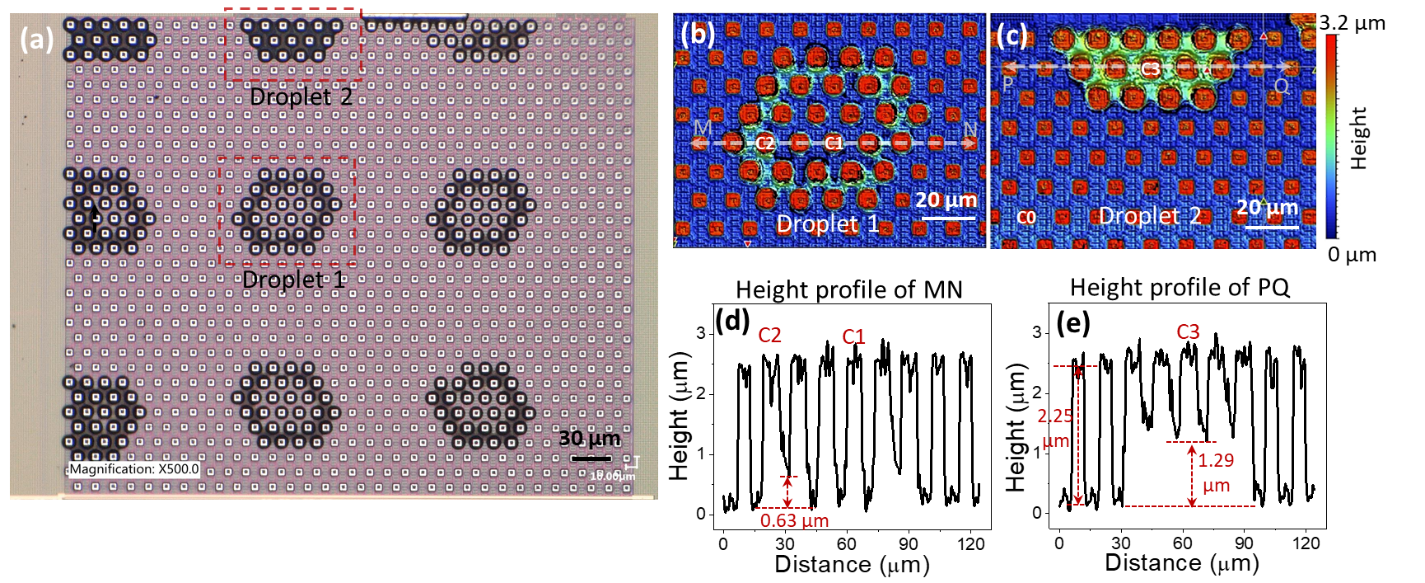 (a)
Droplet 2
Droplet 1
30 μm
Magnification: X500.0
10.00μm
(b)
M
C2
C1
N
20 μm
Droplet 1
(c)
P
C3
Q
C0
Droplet 2
20 μm
3.2 μm
Height
0 μm
Height profile of MN
(d)
C2
C1
3
2
1
0
Height (μm)
0.63 μm
0
30
60
90
120
Distance (μm)
Height profile of PQ
(e)
C3
3
2
1
0
Height (μm)
2.25
μm
1.29
μm
0
30
60
90
120
Distance (μm)